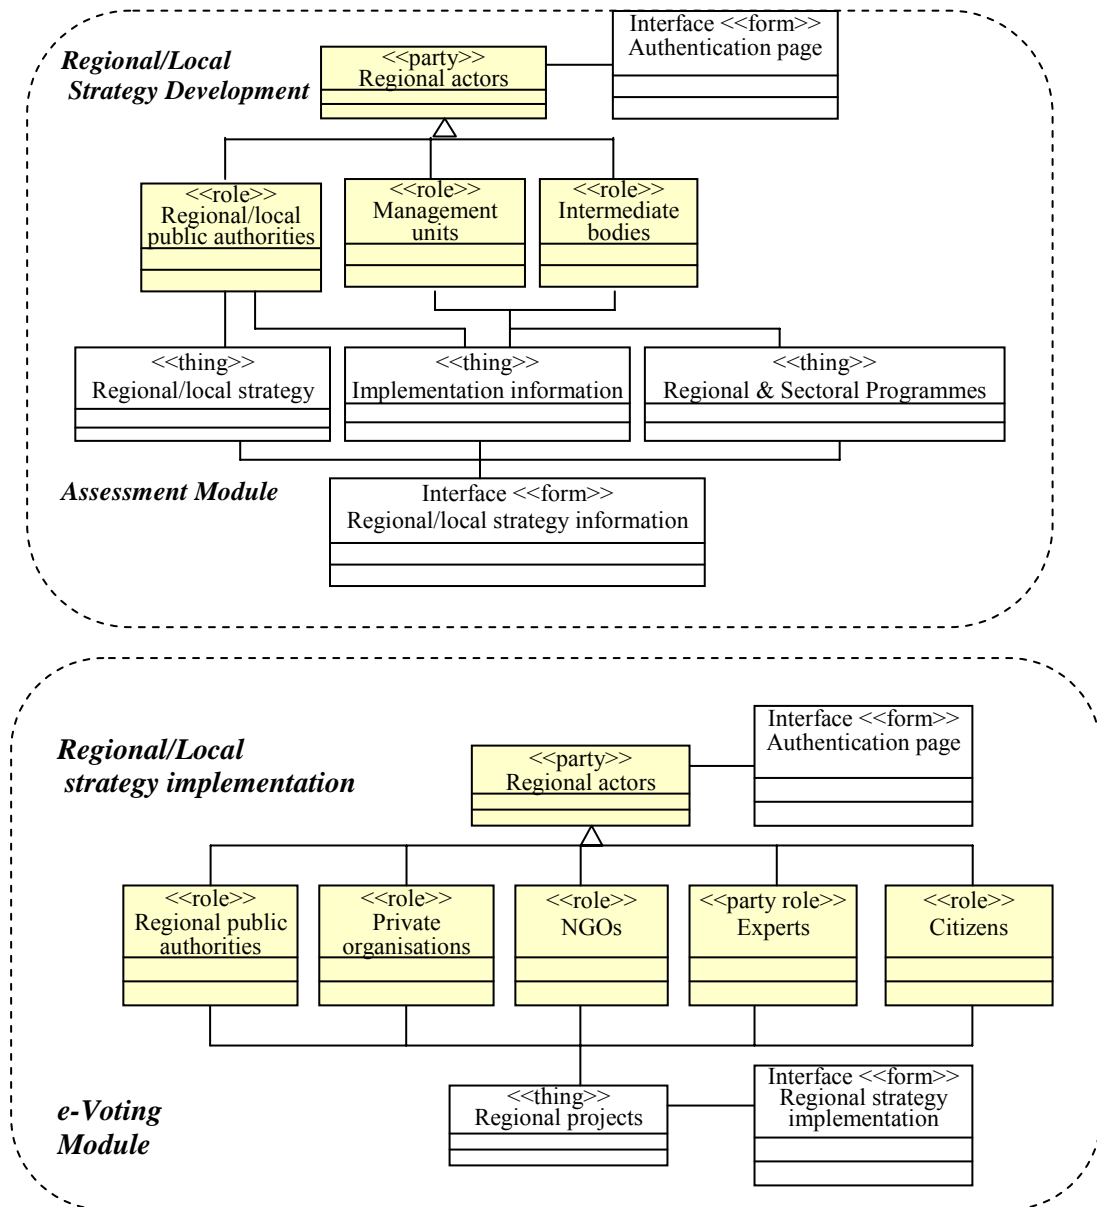 Regional/Local
Strategy Development
<<party>>
Regional actors
Interface <<form>>
Authentication page
<<role>>
Regional/local
public authorities
<<role>>
Management
units
<<role>>
Intermediate
bodies
<<thing>>
Regional/local strategy
<<thing>>
Implementation information
<<thing>>
Regional & Sectoral Programmes
Assessment Module
Interface <<form>>
Regional/local strategy information
Regional/Local
strategy implementation
<<party>>
Regional actors
Interface <<form>>
Authentication page
<<role>>
Regional public
authorities
<<role>>
Private
organisations
<<role>>
NGOs
<<party role>>
Experts
<<role>>
Citizens
e-Voting
Module
<<thing>>
Regional projects
Interface <<form>>
Regional strategy
implementation